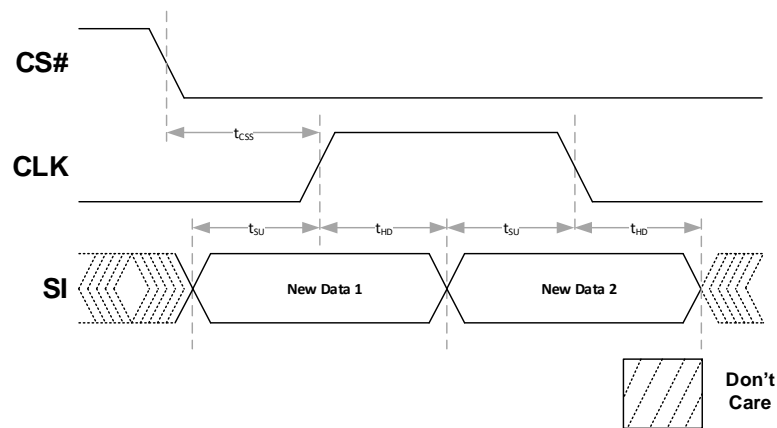 CS#
tCSS
CLK
tSU tHD tSU tHD
SI
New Data 1 New Data 2
Don't
Care